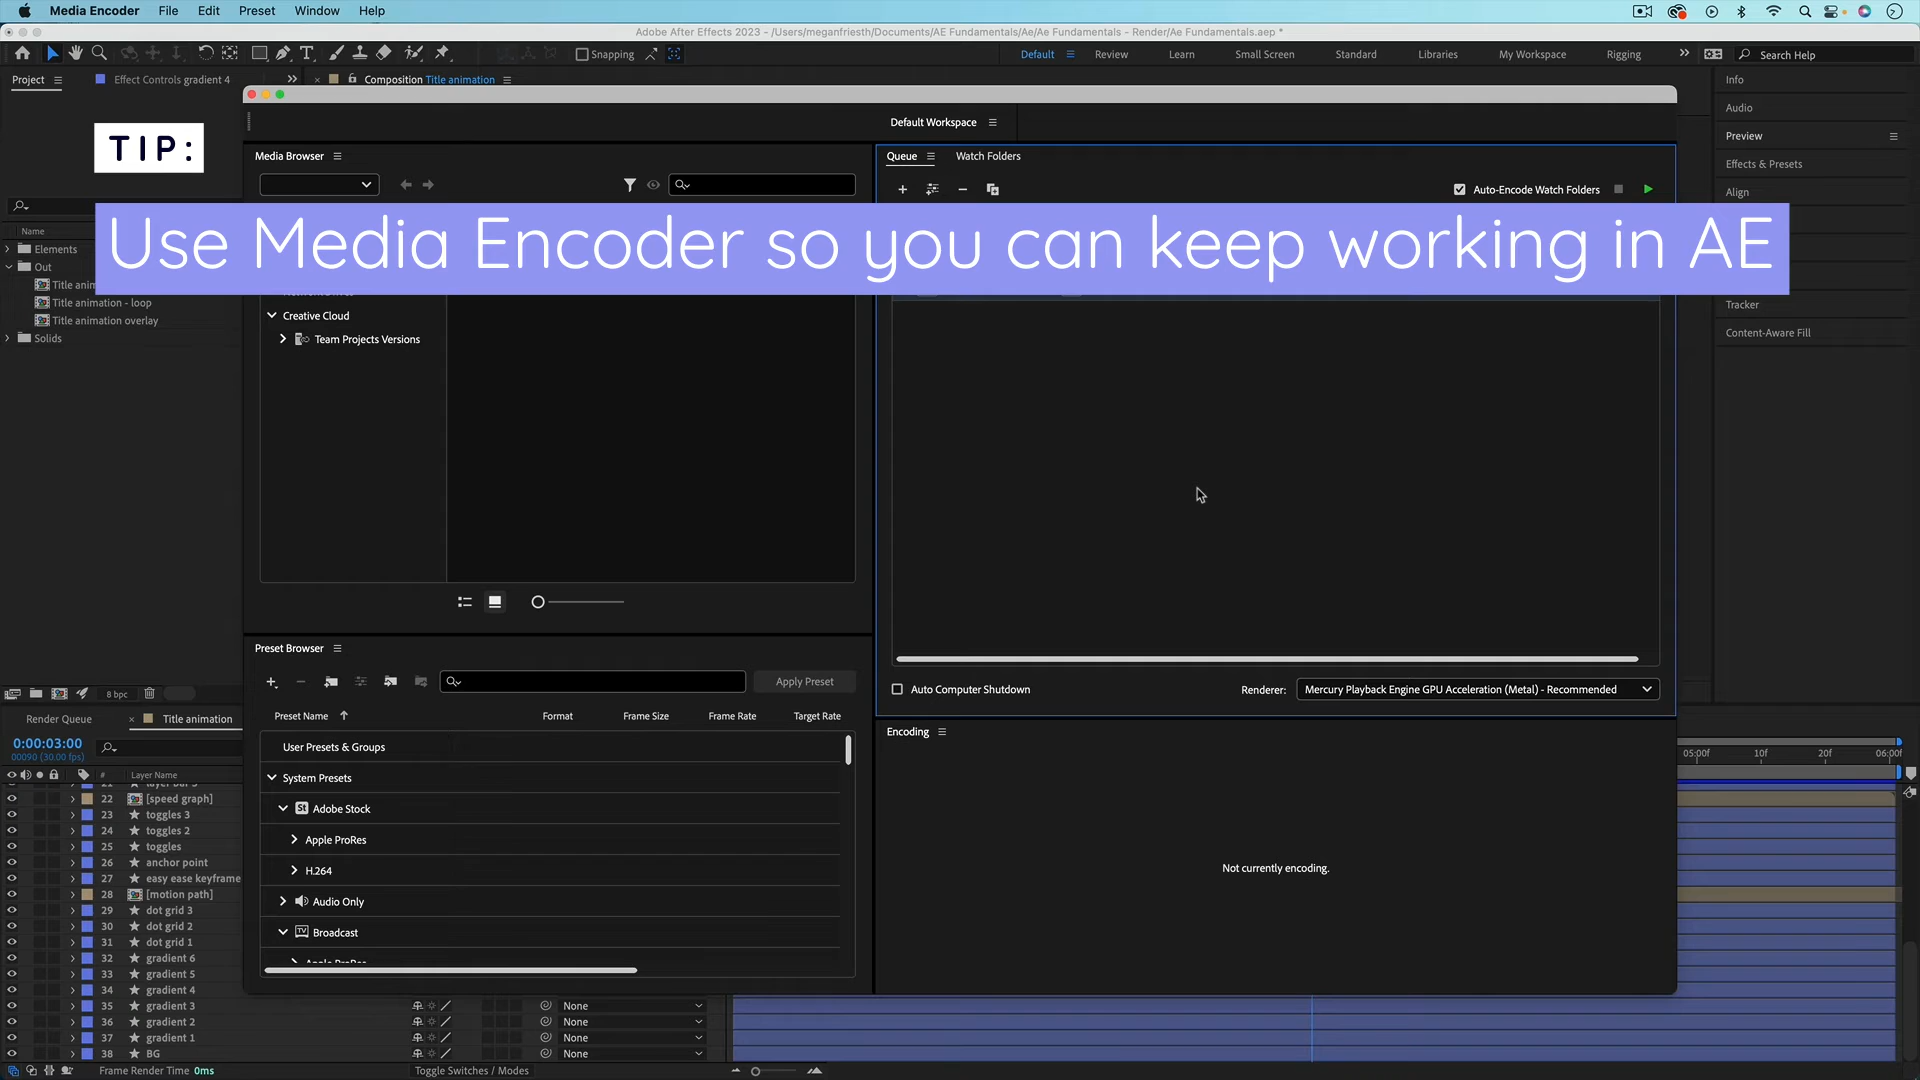 Media Encoder File Edit Preset Window Help
Adobe After Effects 2023 - /Users/meganfriesth/Documents/AE Fundamentals/Ae/Ae Fundamentals - Render/Ae Fundamentals.aep *
Snapping
Default Review Learn Small Screen Standard Libraries My Workspace Rigging Search Help
Project Effect Controls gradient 4 Composition Title animation
Info
Audio
Preview
Effects & Presets
Align
Tracker
Content-Aware Fill
TIP:
Use Media Encoder so you can keep working in AE
Default Workspace
Media Browser
Queue Watch Folders
Auto-Encode Watch Folders
Name
Elements
Out
Title ani
Title animation - loop
Title animation overlay
Solids
Creative Cloud
Team Projects Versions
Auto Computer Shutdown
Renderer: Mercury Playback Engine GPU Acceleration (Metal) - Recommended
Preset Browser
Apply Preset
Preset Name Format Frame Size Frame Rate Target Rate
User Presets & Groups
System Presets
St Adobe Stock
Apple ProRes
H.264
Audio Only
TV Broadcast
Apple ProRes
Encoding
Not currently encoding.
8 bpc
Render Queue Title animation
0:00:03:00
00090 (30.00 fps)
# Layer Name
05:00f 10f 20f 06:00f
22 [speed graph]
23 toggles 3
24 toggles 2
25 toggles
26 anchor point
27 easy ease keyframe
28 [motion path]
29 dot grid 3
30 dot grid 2
31 dot grid 1
32 gradient 6
33 gradient 5
34 gradient 4
35 gradient 3 None
36 gradient 2 None
37 gradient 1 None
38 BG None
Frame Render Time 0ms
Toggle Switches / Modes